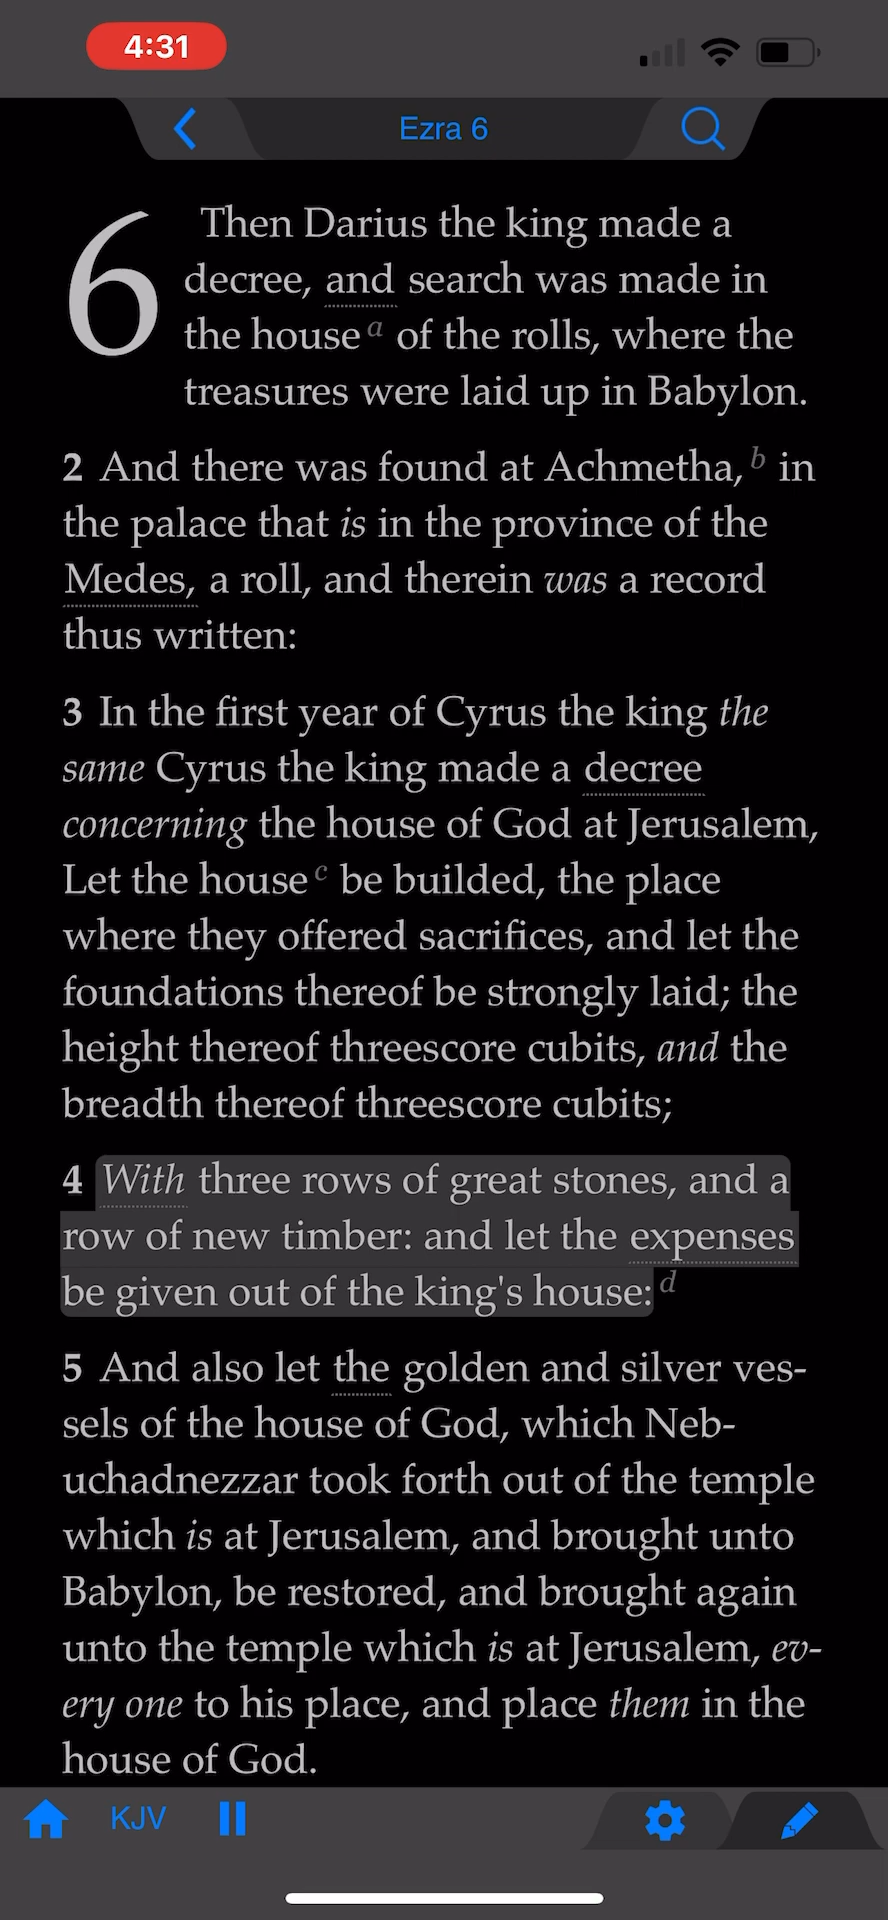 4:31
Ezra 6
6 Then Darius the king made a
decree, and search was made in
the house a of the rolls, where the
treasures were laid up in Babylon.
2 And there was found at Achmetha, b in
the palace that is in the province of the
Medes, a roll, and therein was a record
thus written:
3 In the first year of Cyrus the king the
same Cyrus the king made a decree
concerning the house of God at Jerusalem,
Let the house c be builded, the place
where they offered sacrifices, and let the
foundations thereof be strongly laid; the
height thereof threescore cubits, and the
breadth thereof threescore cubits;
4 With three rows of great stones, and a
row of new timber: and let the expenses
be given out of the king's house: d
5 And also let the golden and silver ves-
sels of the house of God, which Neb-
uchadnezzar took forth out of the temple
which is at Jerusalem, and brought unto
Babylon, be restored, and brought again
unto the temple which is at Jerusalem, ev-
ery one to his place, and place them in the
house of God.
KJV